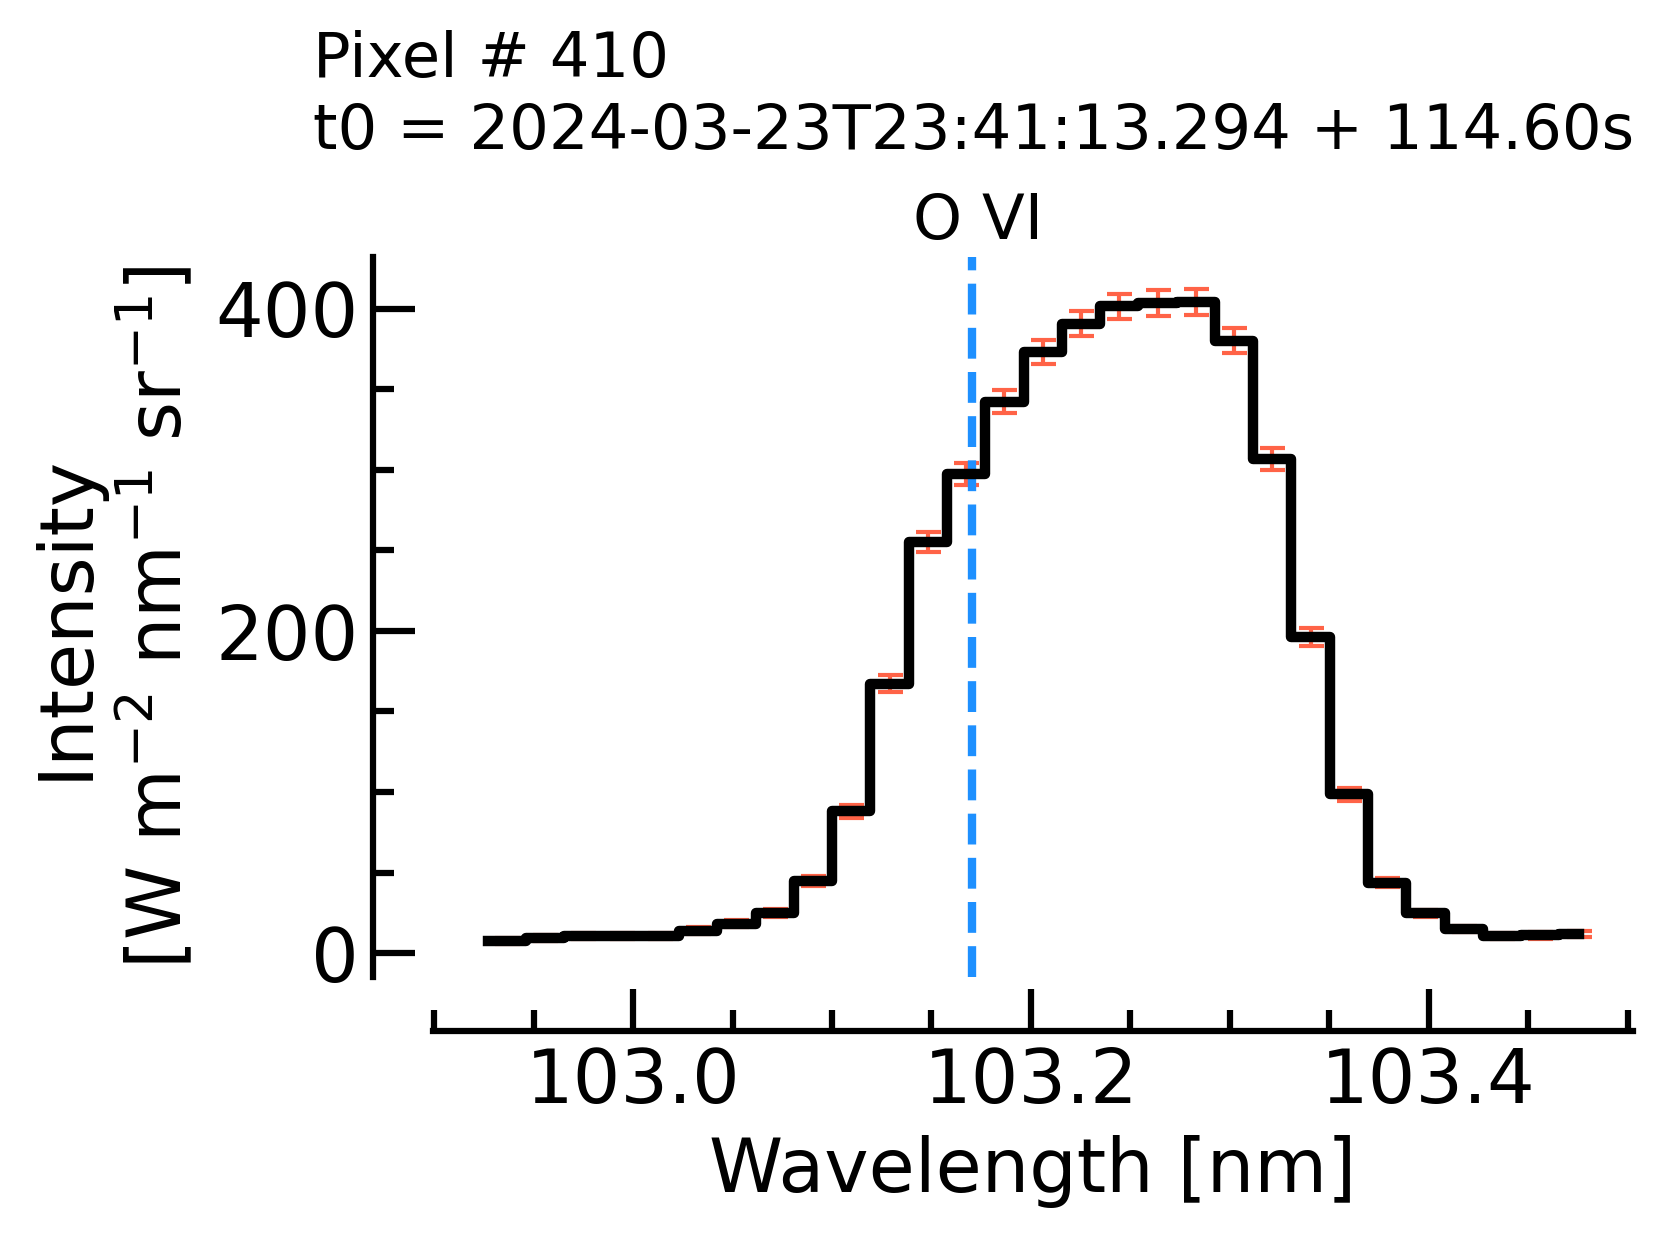 Pixel # 410
t0 = 2024-03-23T23:41:13.294 + 114.60s
O VI
Intensity
[W m⁻² nm⁻¹ sr⁻¹]
400
200
0
103.0 103.2 103.4
Wavelength [nm]